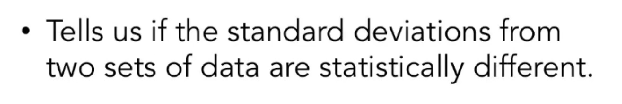 • Tells us if the standard deviations from
two sets of data are statistically different.